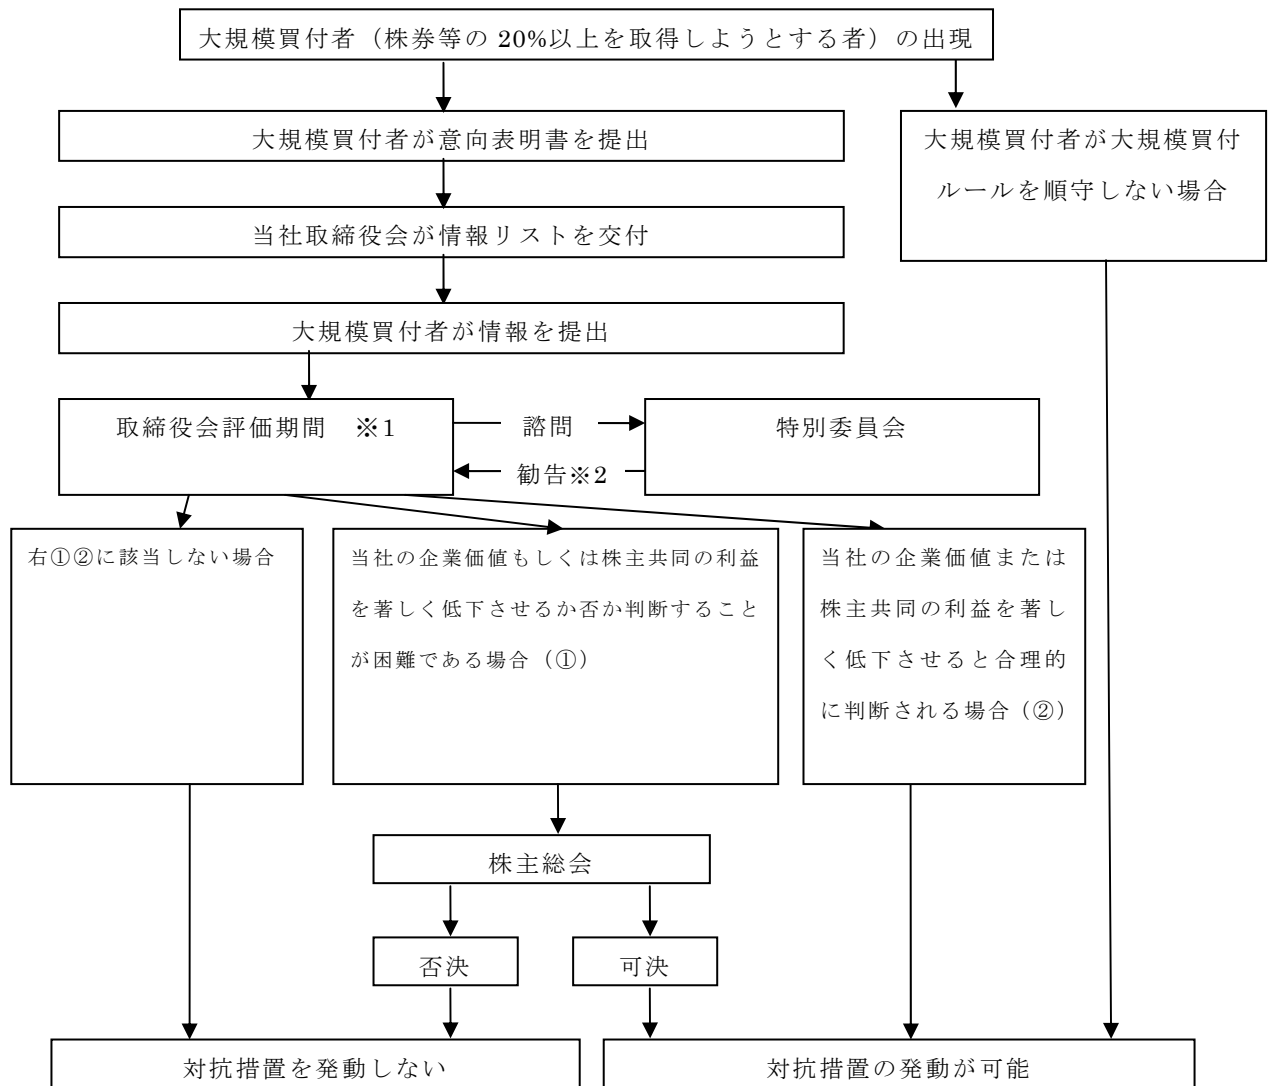 大規模買付者（株券等の 20%以上を取得しようとする者）の出現
大規模買付者が意向表明書を提出
大規模買付者が大規模買付
ルールを順守しない場合
当社取締役会が情報リストを交付
大規模買付者が情報を提出
取締役会評価期間　※1
諮問
特別委員会
勧告※2
右①②に該当しない場合
当社の企業価値もしくは株主共同の利益
を著しく低下させるか否か判断すること
が困難である場合（①）
当社の企業価値または
株主共同の利益を著し
く低下させると合理的
に判断される場合（②）
株主総会
否決
可決
対抗措置を発動しない
対抗措置の発動が可能